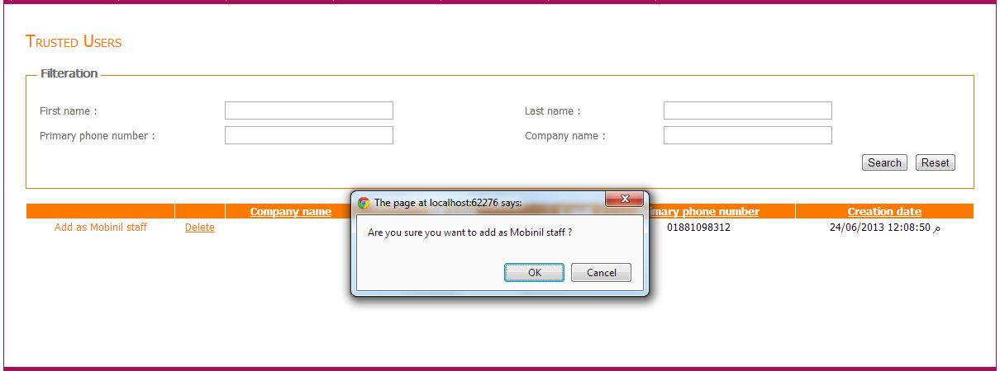 Trusted Users
Filteration
First name :
Last name :
Primary phone number :
Company name :
Search Reset
The page at localhost:62276 says:
Company name mary phone number Creation date
Add as Mobinil staff Delete 01881098312 24/06/2013 12:08:50 م
Are you sure you want to add as Mobinil staff ?
OK Cancel